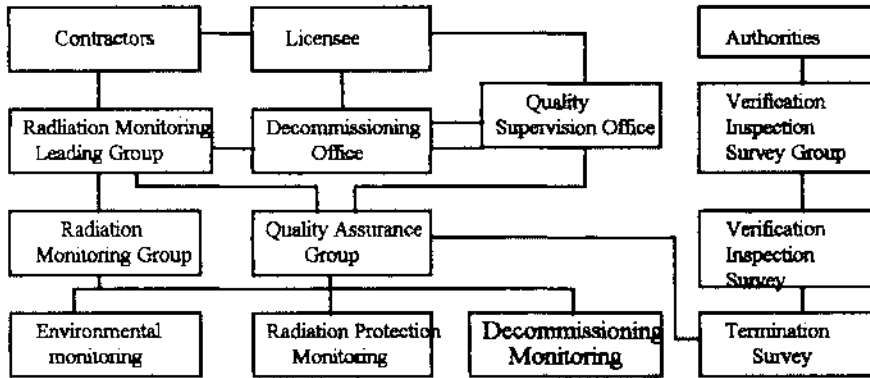 Contractors
Licensee
Authorities
Radliation Monitoring
Leading Group
Decommissioning
Office
Quality
Supervision Office
Verification
Inspection
Survey Group
Radiation
Monitoring Group
Quality Assurance
Group
Verification
Inspection
Survey
Environmental
monitoring
Radiation Protection
Monitoring
Decommissioning
Monitoring
Termination
Survey